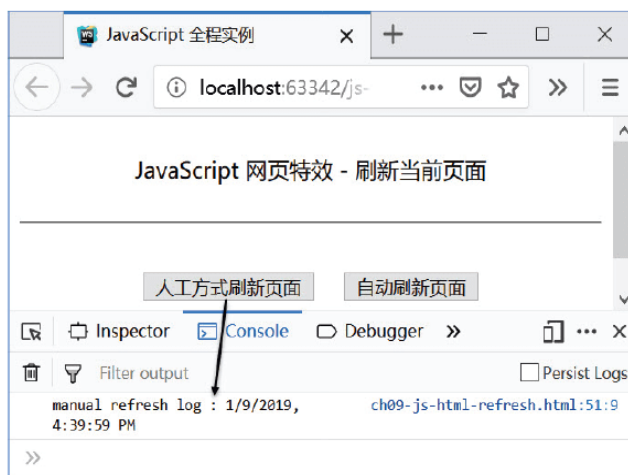 JavaScript 全程实例
localhost:63342/js-
JavaScript 网页特效 - 刷新当前页面
人工方式刷新页面 自动刷新页面
Inspector Console Debugger
Filter output Persist Logs
manual refresh log : 1/9/2019, ch09-js-html-refresh.html:51:9
4:39:59 PM